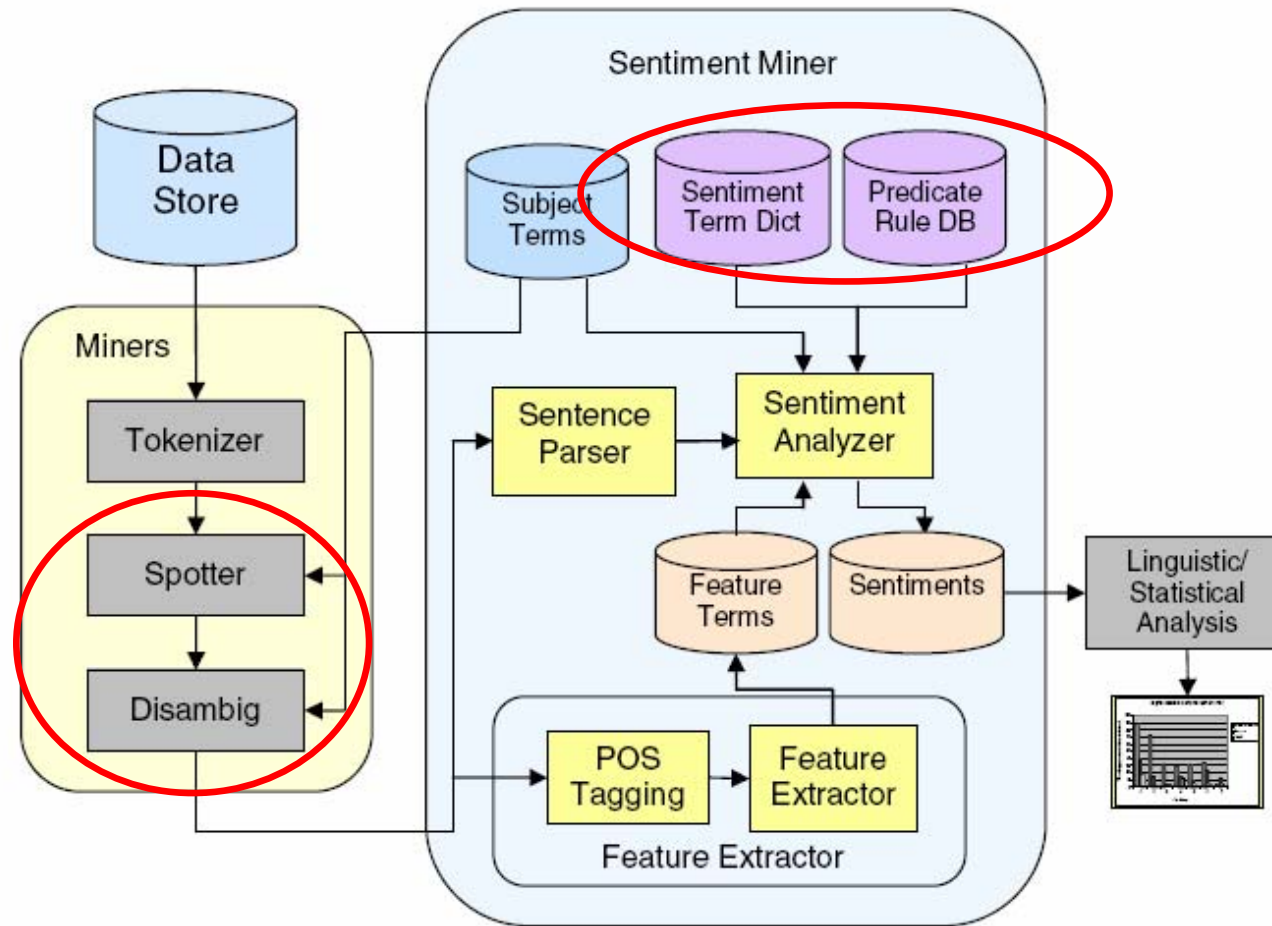 Sentiment Miner
Data
Store
Subject
Terms
Sentiment
Term Dict
Predicate
Rule DB
Miners
Tokenizer
Spotter
Disambig
Sentence
Parser
Sentiment
Analyzer
Feature
Terms
Sentiments
Linguistic/
Statistical
Analysis
POS
Tagging
Feature
Extractor
Feature Extractor